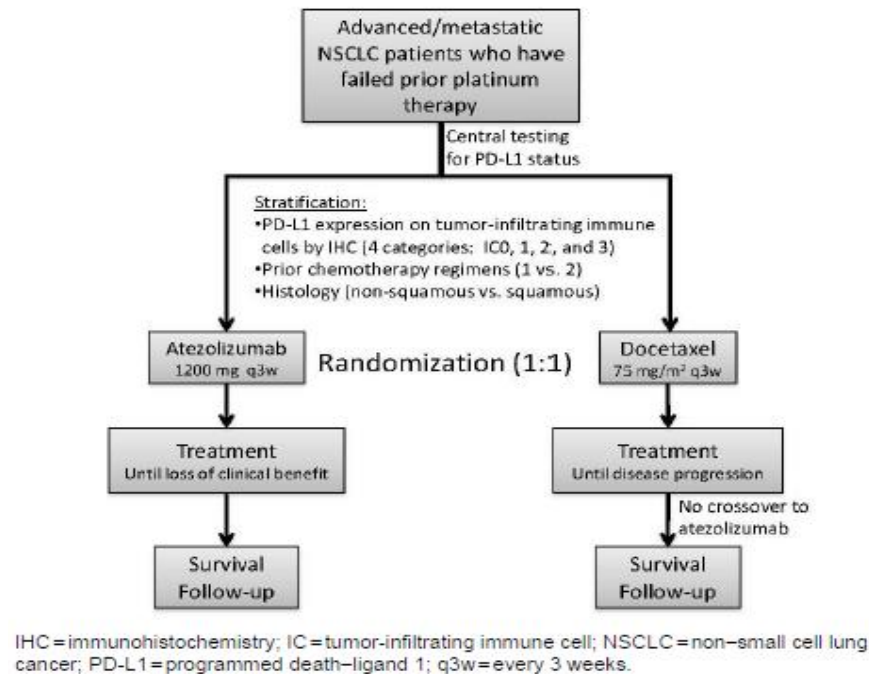 Advanced/metastatic
NSCLC patients who have
failed prior platinum
therapy
Central testing
for PD-L1 status
Stratification:
•PD-L1 expression on tumor-infiltrating immune
cells by IHC (4 categories: IC0, 1, 2, and 3)
•Prior chemotherapy regimens (1 vs. 2)
•Histology (non-squamous vs. squamous)
Atezolizumab
1200 mg q3w
Randomization (1:1)
Docetaxel
75 mg/m² q3w
Treatment
Until loss of clinical benefit
Treatment
Until disease progression
No crossover to
atezolizumab
Survival
Follow-up
Survival
Follow-up
IHC=immunohistochemistry; IC=tumor-infiltrating immune cell; NSCLC=non–small cell lung
cancer; PD-L1=programmed death–ligand 1; q3w=every 3 weeks.